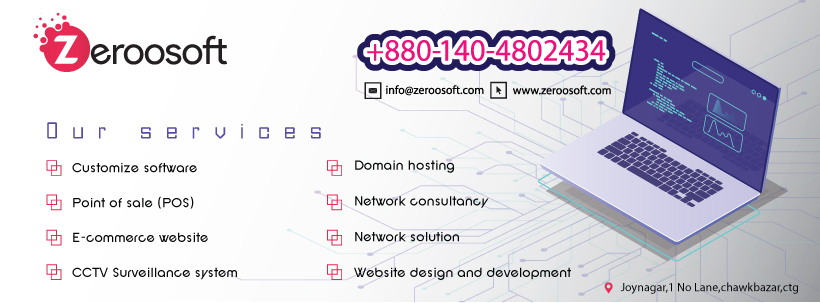 Zeroosoft
+880-140-4802434
info@zeroosoft.com www.zeroosoft.com
Our services
Customize software
Point of sale (POS)
E-commerce website
CCTV Surveillance system
Domain hosting
Network consultancy
Network solution
Website design and development
Joynagar,1 No Lane,chawkbazar,ctg